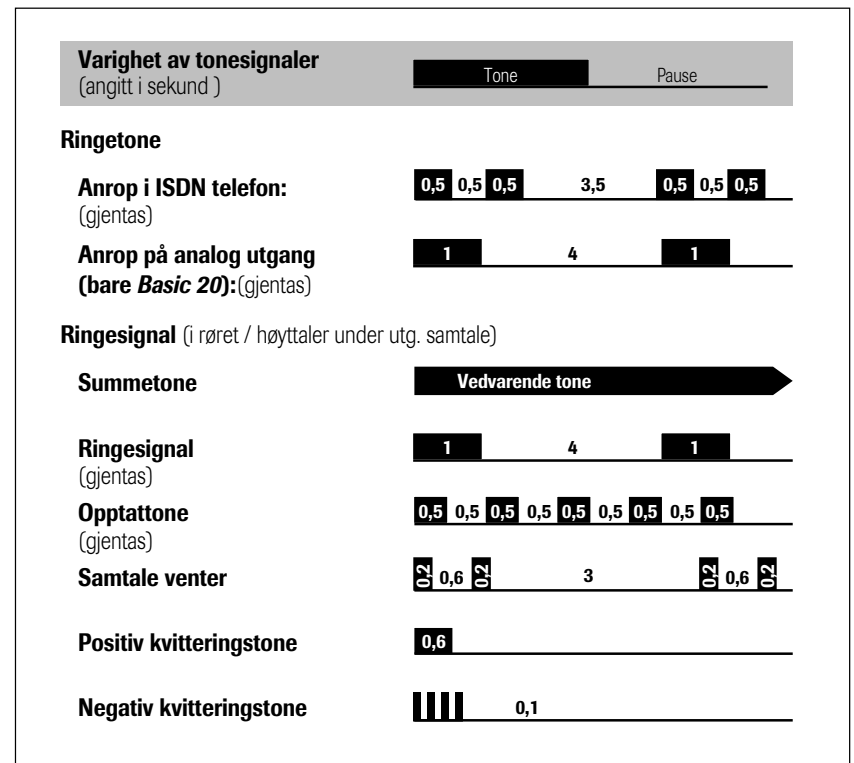 Varighet av tonesignaler
(angitt i sekund )
Tone Pause
Ringetone
Anrop i ISDN telefon:
(gjentas)
0,5 0,5 0,5 3,5 0,5 0,5 0,5
Anrop på analog utgang
(bare Basic 20):(gjentas)
1 4 1
Ringesignal (i røret / høyttaler under utg. samtale)
Summetone
Vedvarende tone
Ringesignal
(gjentas)
1 4 1
Opptattone
(gjentas)
0,5 0,5 0,5 0,5 0,5 0,5 0,5 0,5 0,5
Samtale venter
0,2 0,6 0,2 3 0,2 0,6 0,2
Positiv kvitteringstone
0,6
Negativ kvitteringstone
0,1